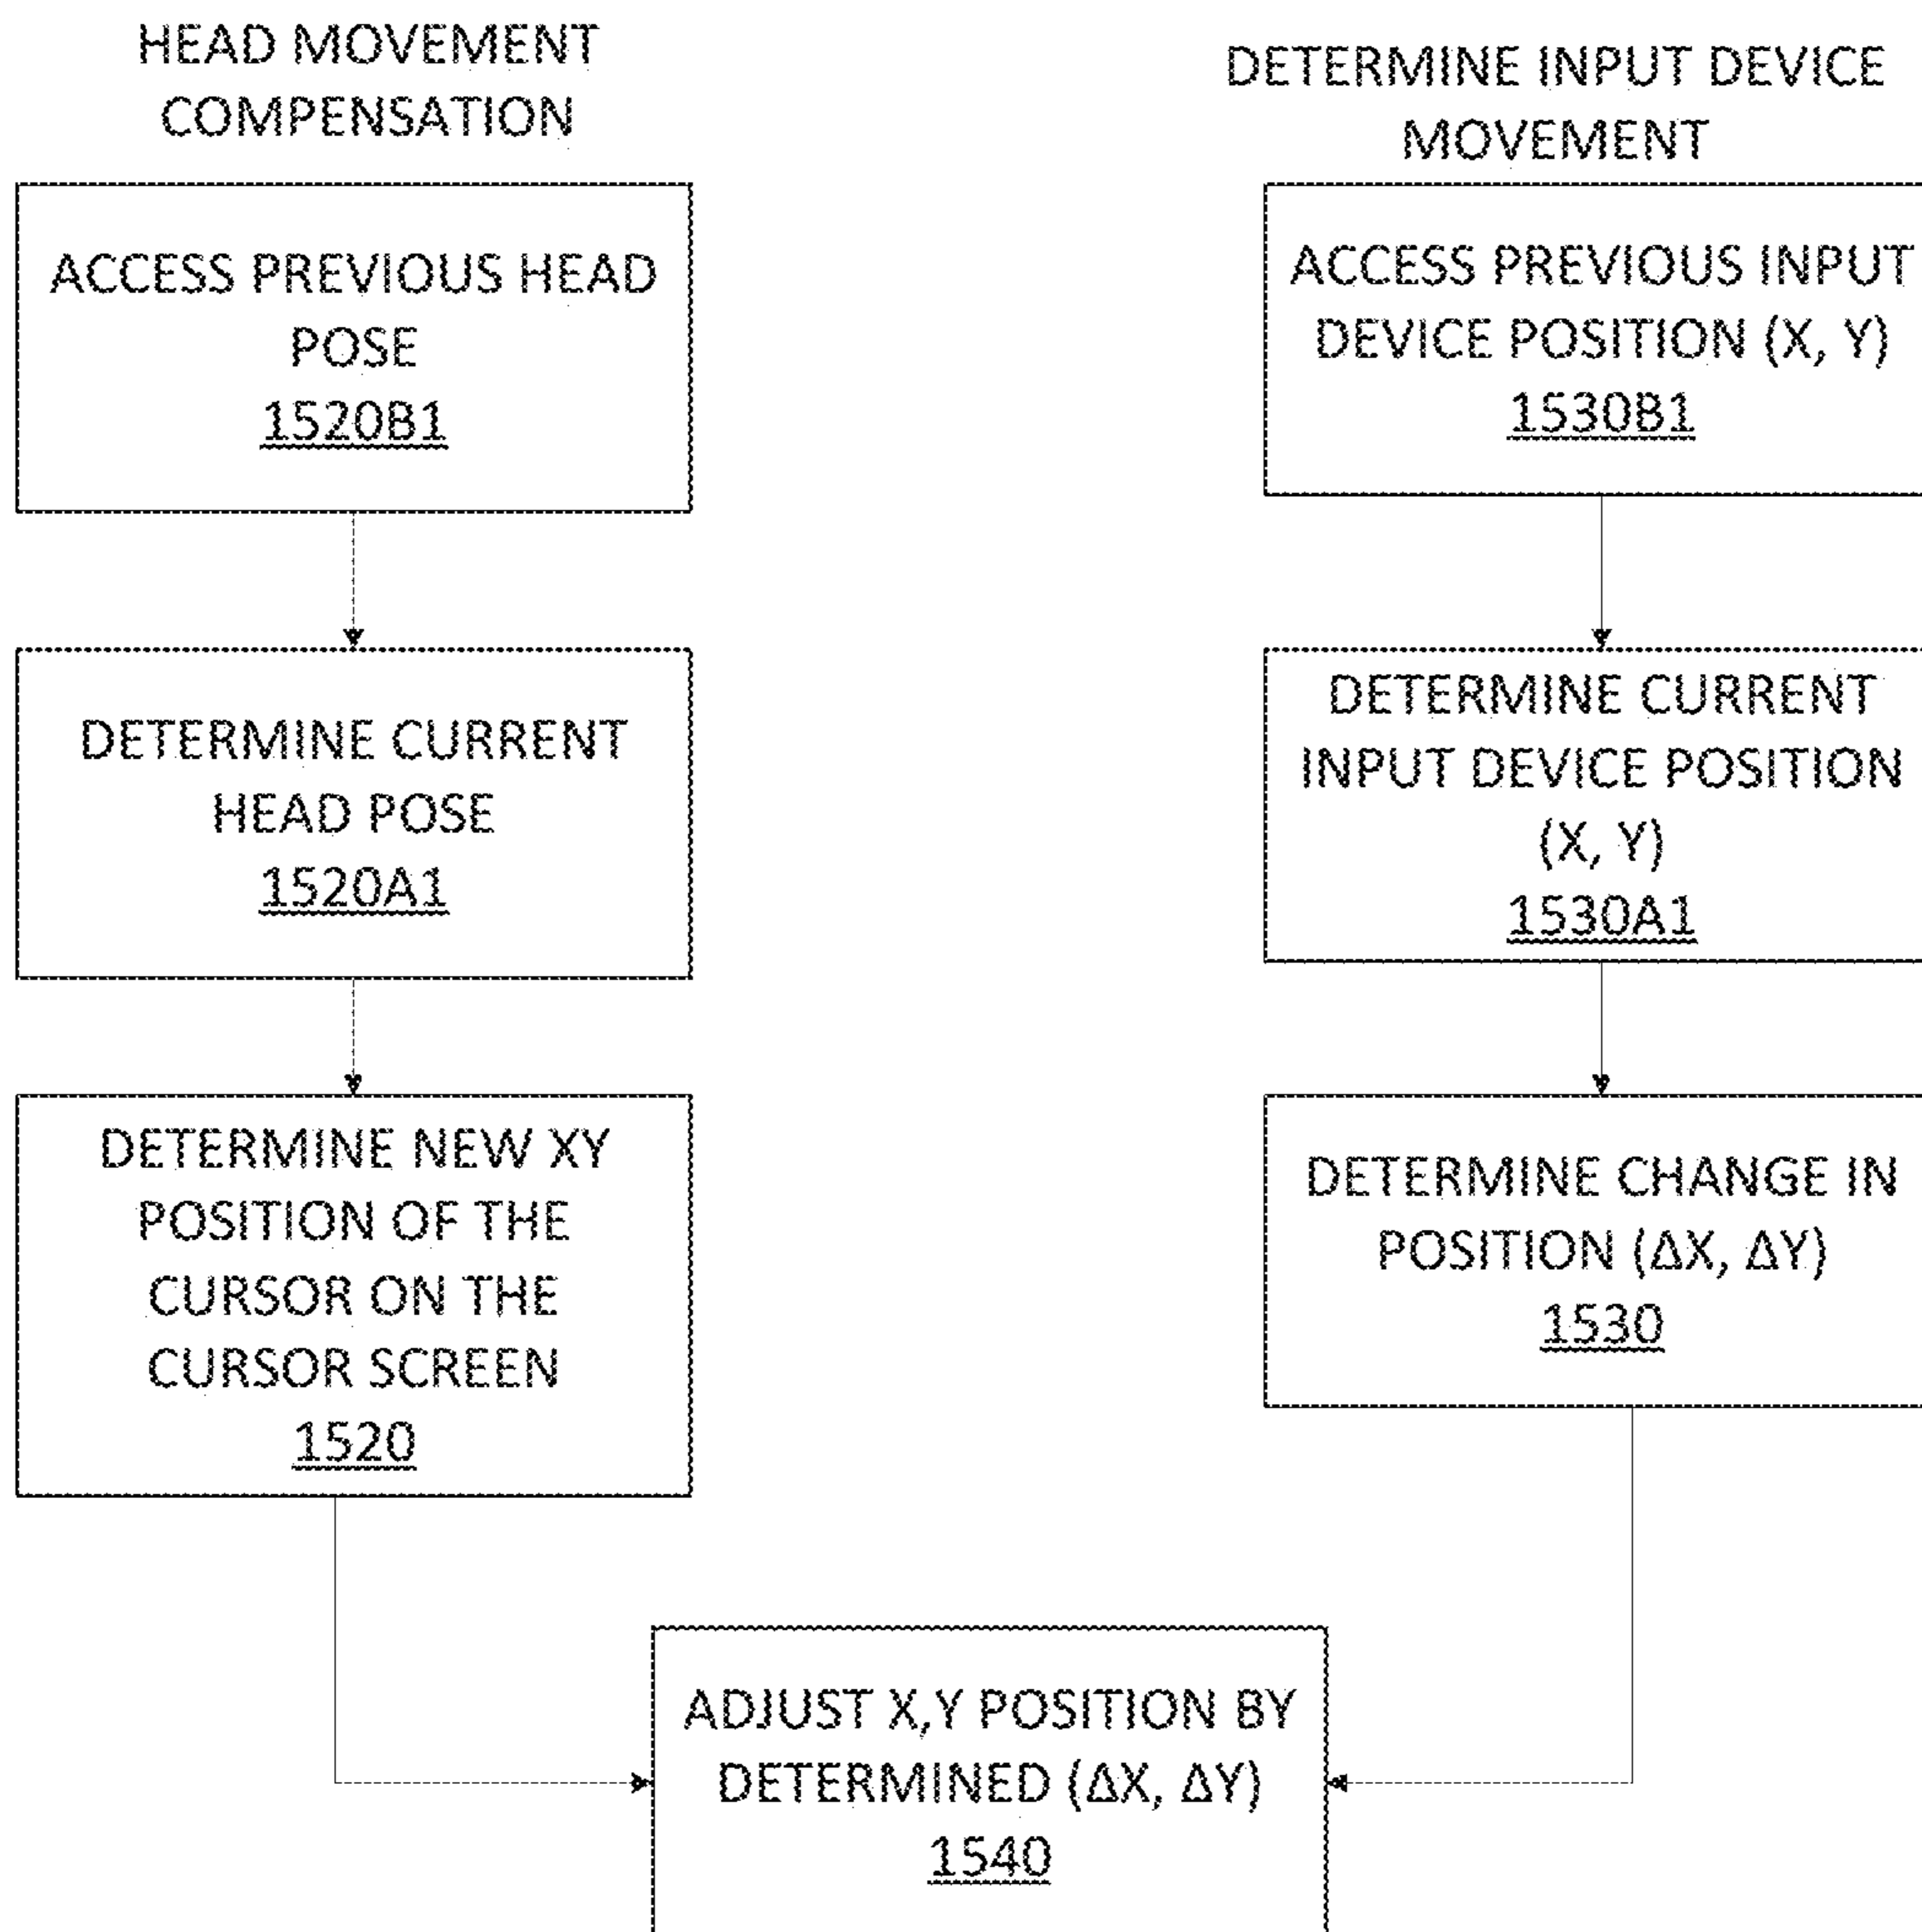 HEAD MOVEMENT
COMPENSATION
ACCESS PREVIOUS HEAD
POSE
1520B1
DETERMINE CURRENT
HEAD POSE
1520A1
DETERMINE NEW XY
POSITION OF THE
CURSOR ON THE
CURSOR SCREEN
1520
DETERMINE INPUT DEVICE
MOVEMENT
ACCESS PREVIOUS INPUT
DEVICE POSITION (X, Y)
1530B1
DETERMINE CURRENT
INPUT DEVICE POSITION
(X, Y)
1530A1
DETERMINE CHANGE IN
POSITION (ΔX, ΔY)
1530
ADJUST X,Y POSITION BY
DETERMINED (ΔX, ΔY)
1540